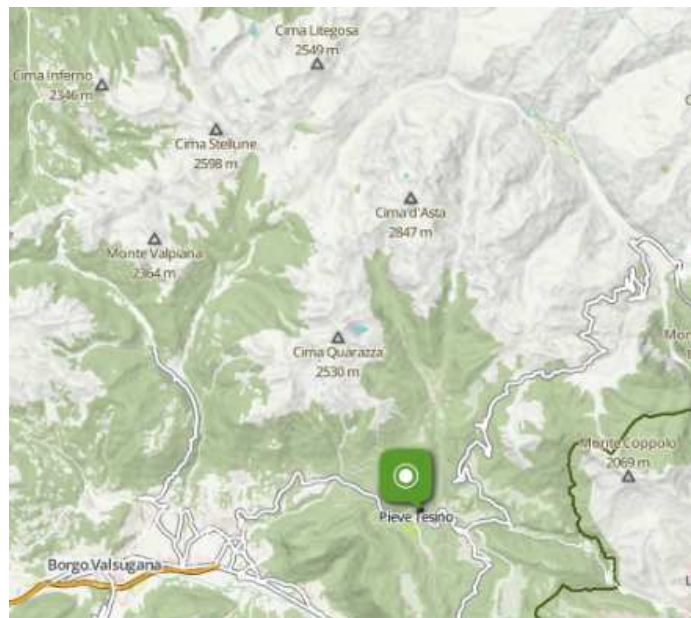 Cima Litegosa
2549 m
Cima Inferno
2346 m
Cima Stellune
2598 m
Cima d'Asta
2847 m
Monte Valpiana
2364 m
Cima Quarazza
2530 m
Monte Coppolo
2069 m
Pieve Tesino
Borgo Valsugana